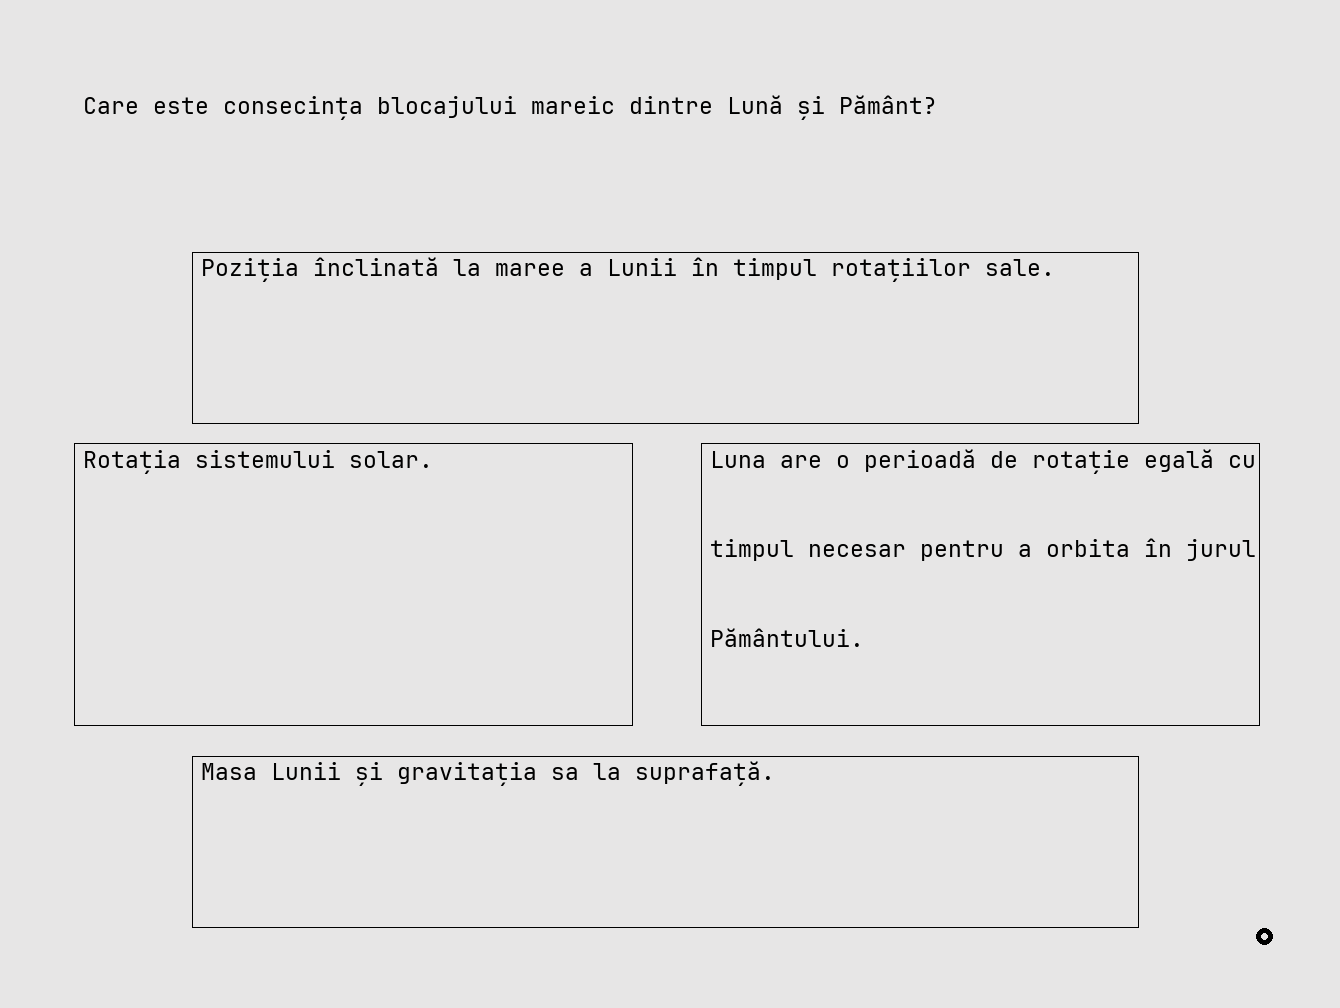 Care este consecința blocajului mareic dintre Lună și Pământ?
Poziția înclinată la maree a Lunii în timpul rotațiilor sale.
Rotația sistemului solar.
Luna are o perioadă de rotație egală cu
timpul necesar pentru a orbita în jurul
Pământului.
Masa Lunii și gravitația sa la suprafață.